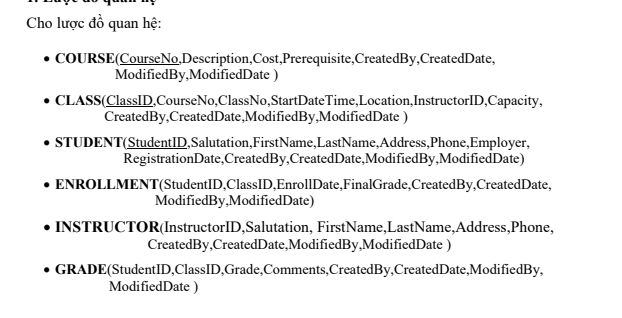 1. Lược đồ quan hệ
Cho lược đồ quan hệ:
• COURSE(CourseNo,Description,Cost,Prerequisite,CreatedBy,CreatedDate,
ModifiedBy,ModifiedDate )
• CLASS(ClassID,CourseNo,ClassNo,StartDateTime,Location,InstructorID,Capacity,
CreatedBy,CreatedDate,ModifiedBy,ModifiedDate )
• STUDENT(StudentID,Salutation,FirstName,LastName,Address,Phone,Employer,
RegistrationDate,CreatedBy,CreatedDate,ModifiedBy,ModifiedDate)
• ENROLLMENT(StudentID,ClassID,EnrollDate,FinalGrade,CreatedBy,CreatedDate,
ModifiedBy,ModifiedDate)
• INSTRUCTOR(InstructorID,Salutation, FirstName,LastName,Address,Phone,
CreatedBy,CreatedDate,ModifiedBy,ModifiedDate )
• GRADE(StudentID,ClassID,Grade,Comments,CreatedBy,CreatedDate,ModifiedBy,
ModifiedDate )